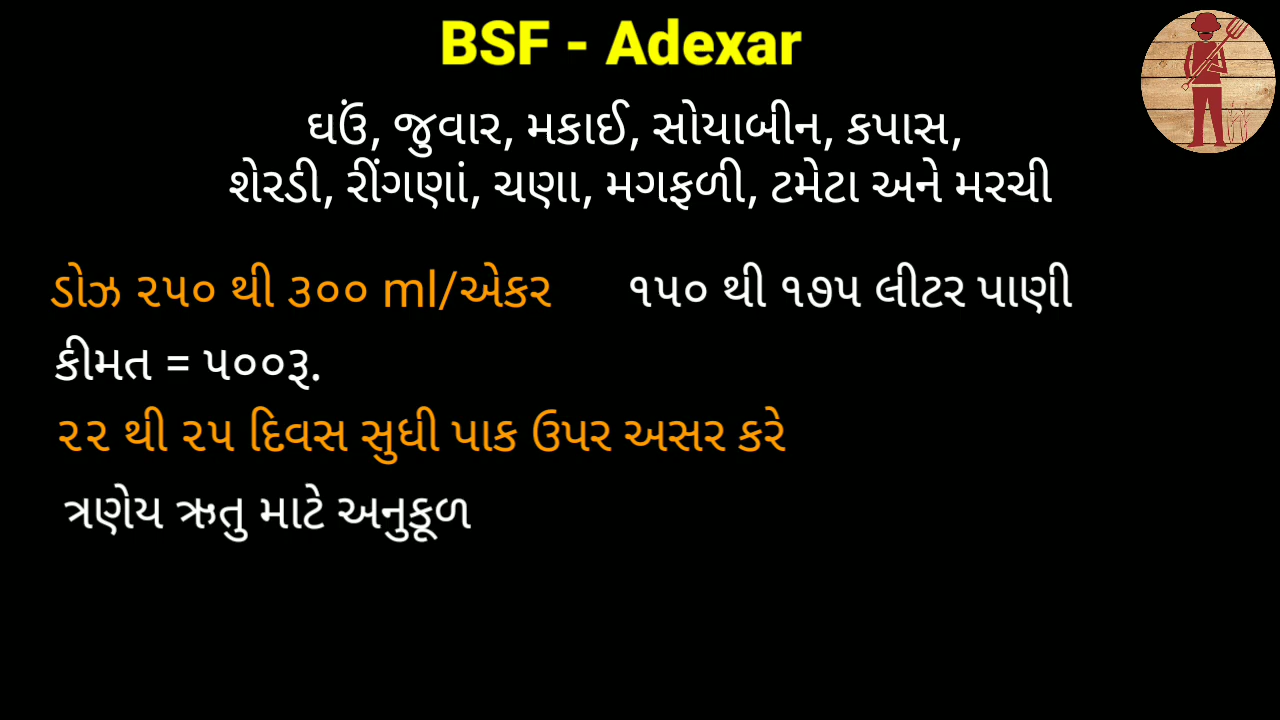 BSF - Adexar
ઘઉં, જુવાર, મકાઈ, સોયાબીન, કપાસ,
શેરડી, રીંગણાં, ચણા, મગફળી, ટમેટા અને મરચી
ડોઝ ૨૫૦ થી ૩૦૦ ml/એકર ૧૫૦ થી ૧૭૫ લીટર પાણી
કીમત = ૫૦૦રૂ.
૨૨ થી ૨૫ દિવસ સુધી પાક ઉપર અસર કરે
ત્રણેય ઋતુ માટે અનુકૂળ